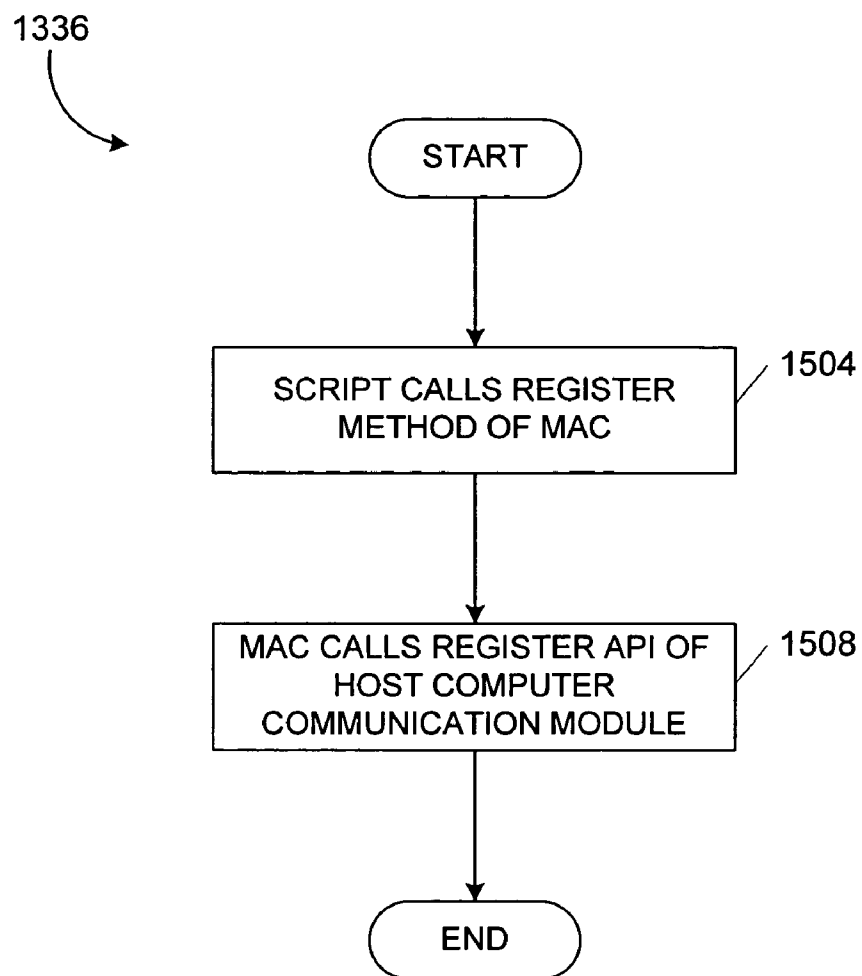 1336
START
SCRIPT CALLS REGISTER
METHOD OF MAC
1504
MAC CALLS REGISTER API OF
HOST COMPUTER
COMMUNICATION MODULE
1508
END